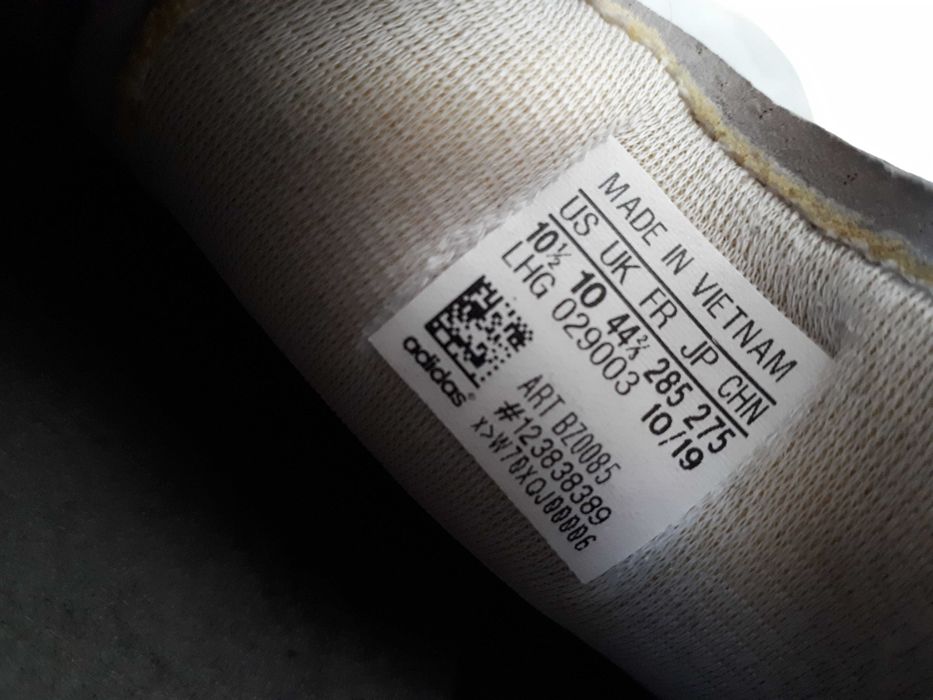 MADE IN VIETNAM
US UK FR JP CHN
10½ 10 44⅔ 285 275
LHG 029003 10/19
ART BZ0085
#123838389
x>W70XQJ00006
adidas®